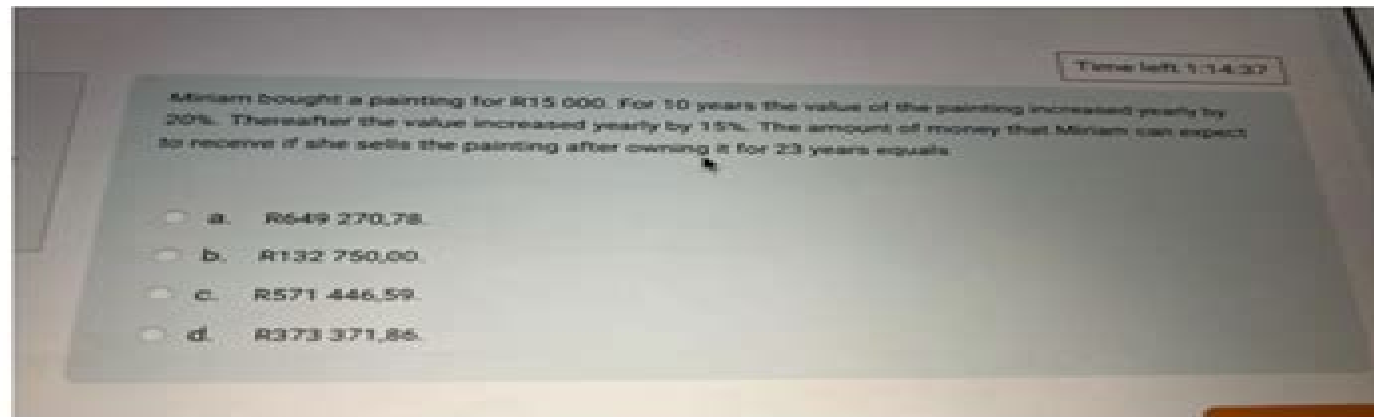 Time left 1:14:37
Miriam bought a painting for R15 000. For 10 years the value of the painting increased yearly by
20%. Thereafter the value increased yearly by 15%. The amount of money that Miriam can expect
to receive if she sells the painting after owning it for 23 years equals
a. R649 270,78.
b. R132 750,00.
c. R571 446,59.
d. R373 371,86.